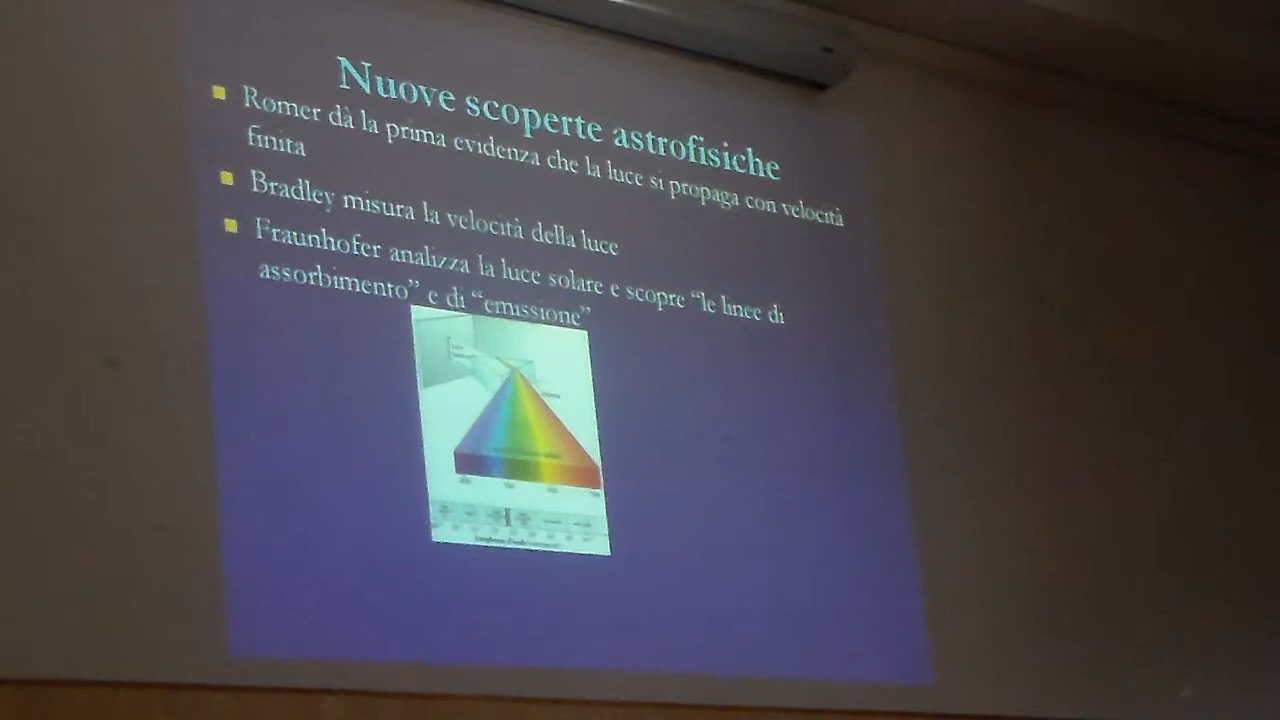 Nuove scoperte astrofisiche
Rømer dà la prima evidenza che la luce si propaga con velocità
finita
Bradley misura la velocità della luce
Fraunhofer analizza la luce solare e scopre “le linee di
assorbimento” e di “emissione”